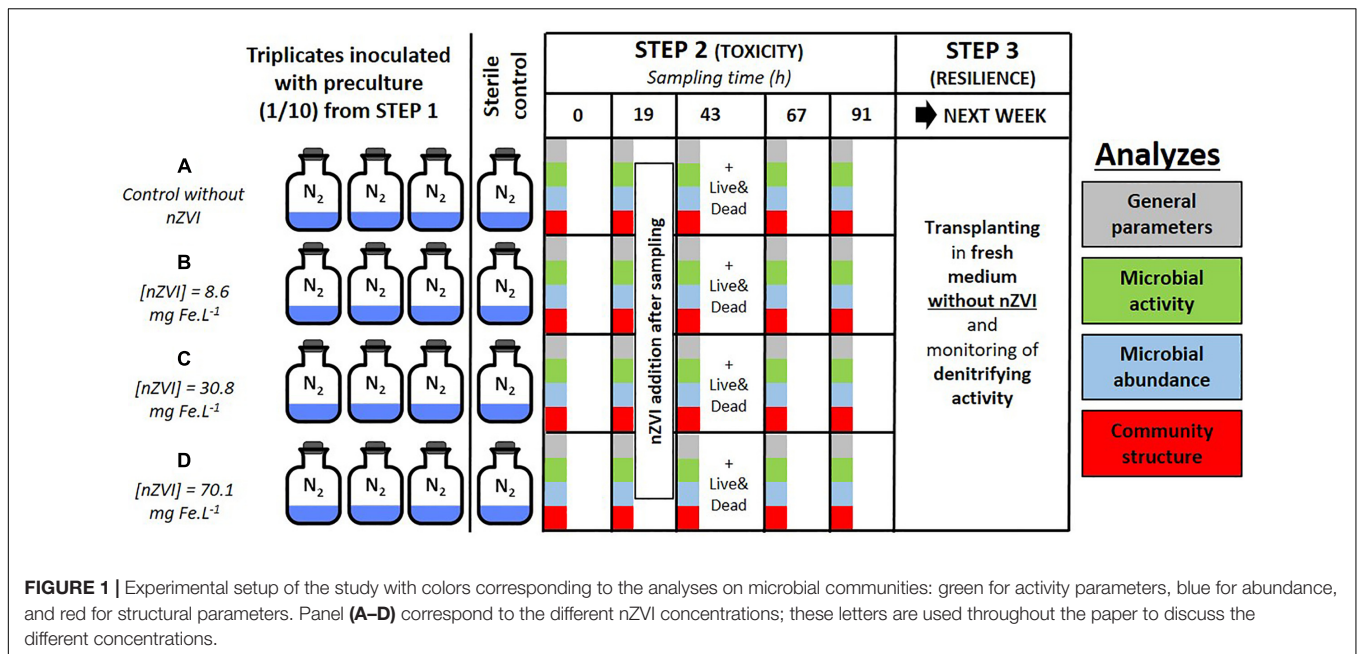 Triplicates inoculated
with preculture
(1/10) from STEP 1
Sterile
control
STEP 2 (TOXICITY)
Sampling time (h)
0
19
43
67
91
STEP 3
(RESILIENCE)
NEXT WEEK
A
Control without
nZVI
N2
N2
N2
N2
B
[nZVI] = 8.6
mg Fe.L-1
N2
N2
N2
N2
C
[nZVI] = 30.8
mg Fe.L-1
N2
N2
N2
N2
D
[nZVI] = 70.1
mg Fe.L-1
N2
N2
N2
N2
nZVI addition after sampling
+
Live&
Dead
+
Live&
Dead
+
Live&
Dead
+
Live&
Dead
Transplanting
in fresh
medium
without nZVI
and
monitoring of
denitrifying
activity
Analyzes
General
parameters
Microbial
activity
Microbial
abundance
Community
structure
FIGURE 1 | Experimental setup of the study with colors corresponding to the analyses on microbial communities: green for activity parameters, blue for abundance,
and red for structural parameters. Panel (A–D) correspond to the different nZVI concentrations; these letters are used throughout the paper to discuss the
different concentrations.